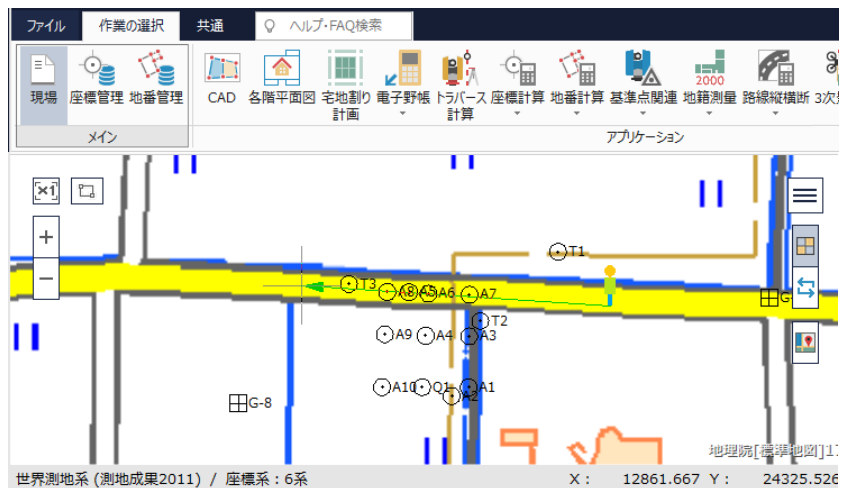 ファイル 作業の選択 共通 ヘルプ・FAQ検索
現場 座標管理 地番管理 CAD 各階平面図 宅地割り計画 電子野帳 トラバース計算 座標計算 地番計算 基準点関連 2000 地籍測量 路線縦横断
メイン アプリケーション
×1
+
−
T1
T3 A8 A5 A6 A7
T2
A9 A4 A3
A10 Q1 A1
A2
G-8
地理院[標準地図]
世界測地系 (測地成果2011) / 座標系：6系 X： 12861.667 Y： 24325.526